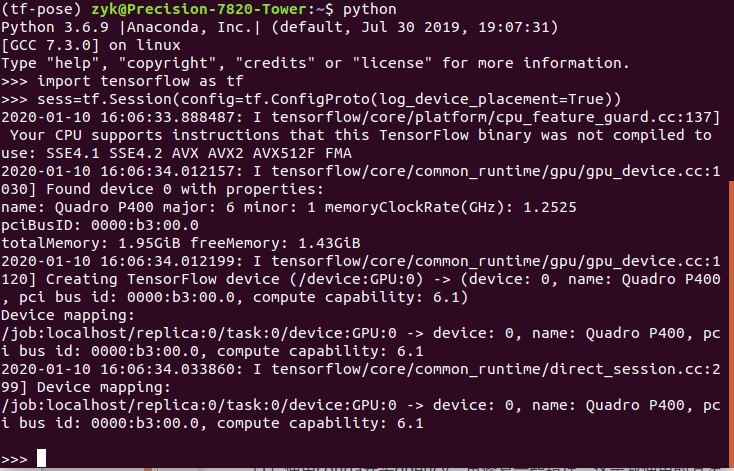 (tf-pose) zyk@Precision-7820-Tower:~$ python
Python 3.6.9 |Anaconda, Inc.| (default, Jul 30 2019, 19:07:31)
[GCC 7.3.0] on linux
Type "help", "copyright", "credits" or "license" for more information.
>>> import tensorflow as tf
>>> sess=tf.Session(config=tf.ConfigProto(log_device_placement=True))
2020-01-10 16:06:33.888487: I tensorflow/core/platform/cpu_feature_guard.cc:137]
 Your CPU supports instructions that this TensorFlow binary was not compiled to
use: SSE4.1 SSE4.2 AVX AVX2 AVX512F FMA
2020-01-10 16:06:34.012157: I tensorflow/core/common_runtime/gpu/gpu_device.cc:1
030] Found device 0 with properties:
name: Quadro P400 major: 6 minor: 1 memoryClockRate(GHz): 1.2525
pciBusID: 0000:b3:00.0
totalMemory: 1.95GiB freeMemory: 1.43GiB
2020-01-10 16:06:34.012199: I tensorflow/core/common_runtime/gpu/gpu_device.cc:1
120] Creating TensorFlow device (/device:GPU:0) -> (device: 0, name: Quadro P400
, pci bus id: 0000:b3:00.0, compute capability: 6.1)
Device mapping:
/job:localhost/replica:0/task:0/device:GPU:0 -> device: 0, name: Quadro P400, pc
i bus id: 0000:b3:00.0, compute capability: 6.1
2020-01-10 16:06:34.033860: I tensorflow/core/common_runtime/direct_session.cc:2
99] Device mapping:
/job:localhost/replica:0/task:0/device:GPU:0 -> device: 0, name: Quadro P400, pc
i bus id: 0000:b3:00.0, compute capability: 6.1
>>>